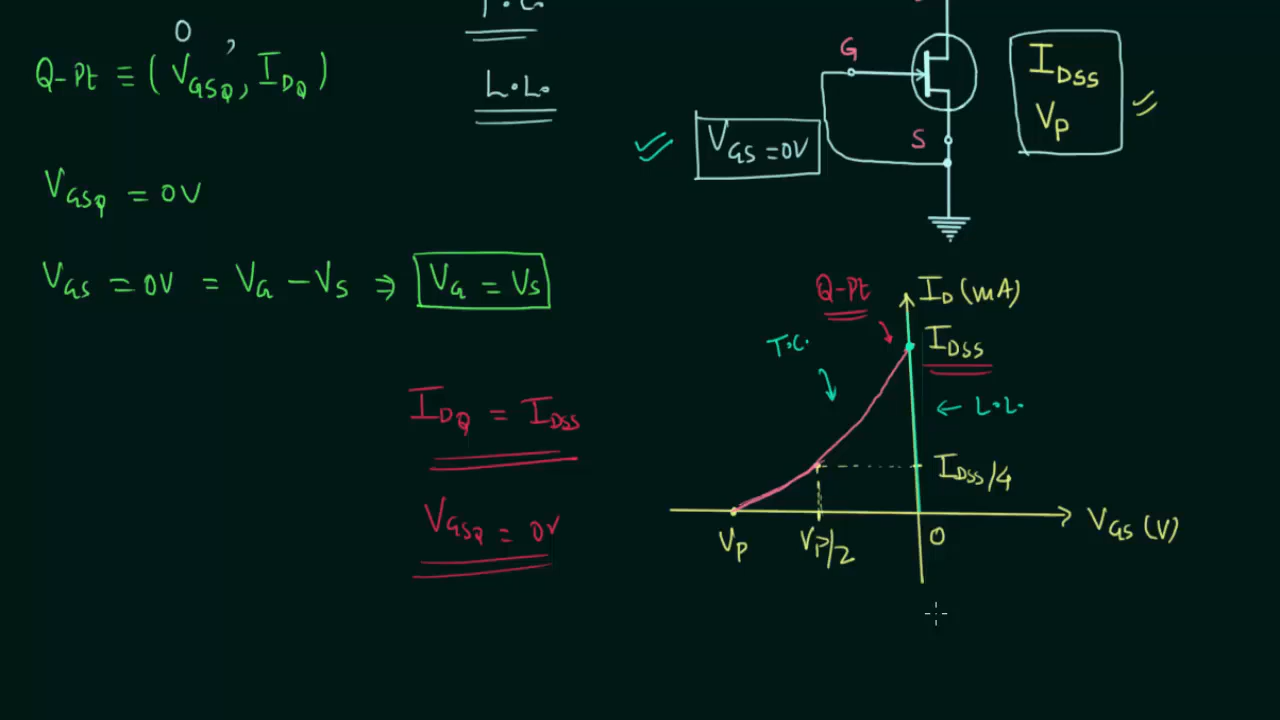 T.C.
0 ,
Q-Pt ≡ (VGSQ, IDQ)
L.L.
VGSQ = 0V
VGS = 0V = VG - VS ⇒ VG = VS
IDQ = IDSS
VGSQ = 0V
G
S
VGS = 0V
IDSS
VP
Q-Pt
ID (mA)
T.C.
IDSS
← L.L.
IDSS/4
VP
VP/2
0
VGS (V)